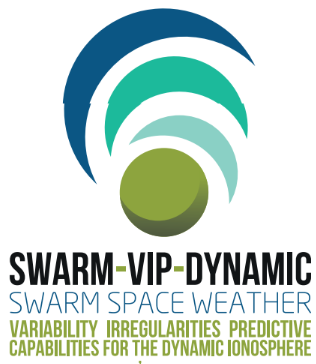 SWARM-VIP-DYNAMIC
SWARM SPACE WEATHER
VARIABILITY IRREGULARITIES PREDICTIVE
CAPABILITIES FOR THE DYNAMIC IONOSPHERE